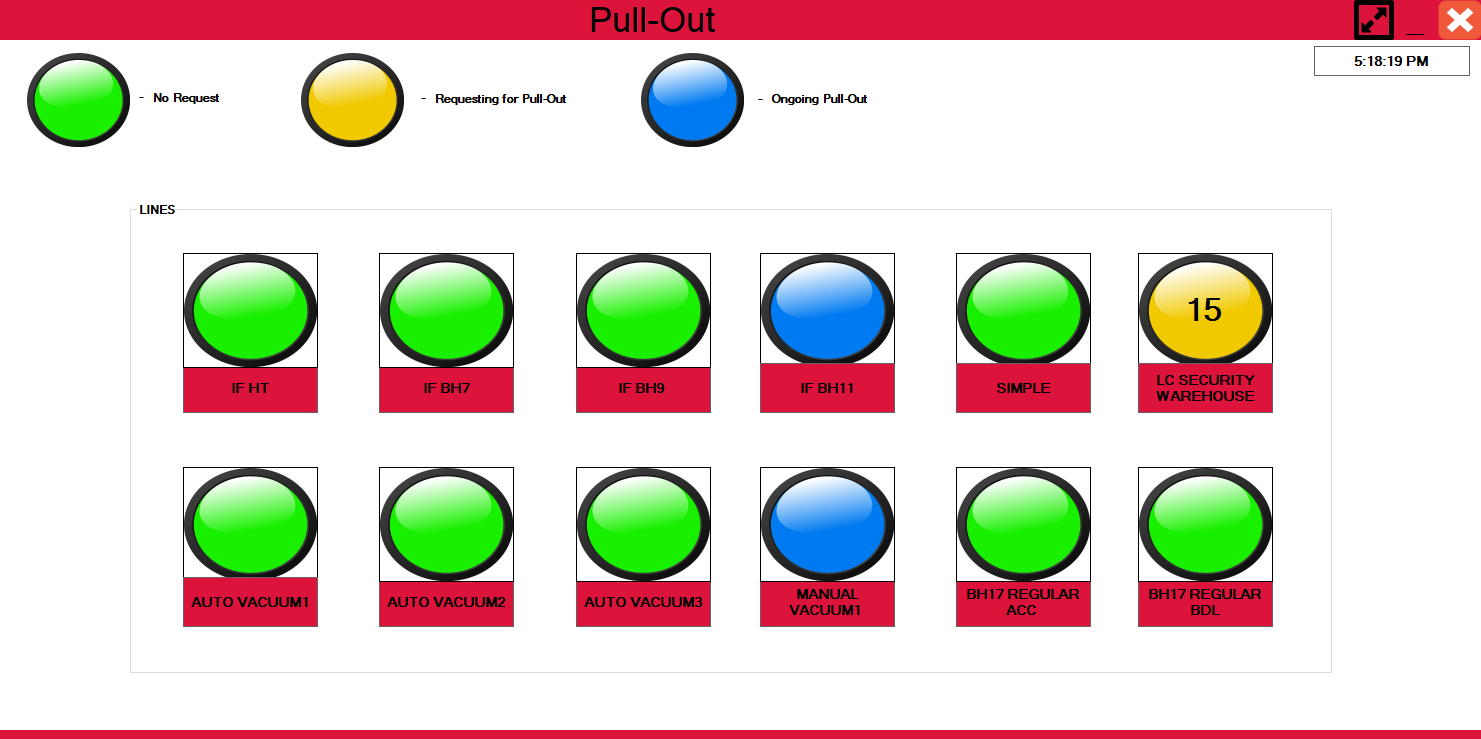 Pull-Out
5:18:19 PM
- No Request
- Requesting for Pull-Out
- Ongoing Pull-Out
LINES
IF HT
IF BH7
IF BH9
IF BH11
SIMPLE
15
LC SECURITY
WAREHOUSE
AUTO VACUUM1
AUTO VACUUM2
AUTO VACUUM3
MANUAL
VACUUM1
BH17 REGULAR
ACC
BH17 REGULAR
BDL